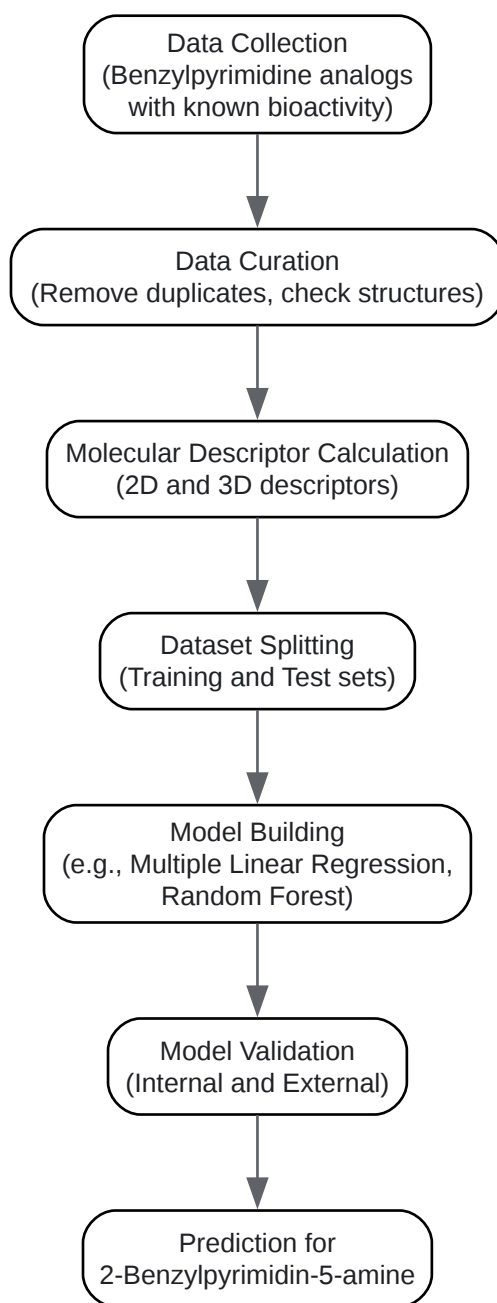 Data Collection
(Benzylpyrimidine analogs
with known bioactivity)
Data Curation
(Remove duplicates, check structures)
Molecular Descriptor Calculation
(2D and 3D descriptors)
Dataset Splitting
(Training and Test sets)
Model Building
(e.g., Multiple Linear Regression,
Random Forest)
Model Validation
(Internal and External)
Prediction for
2-Benzylpyrimidin-5-amine